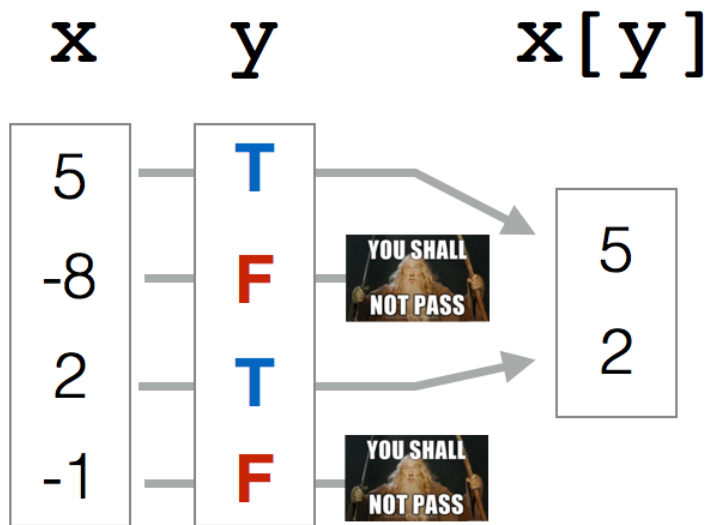 x y x[y]
5 T
-8 F YOU SHALL
NOT PASS
5
2 T
2
-1 F YOU SHALL
NOT PASS